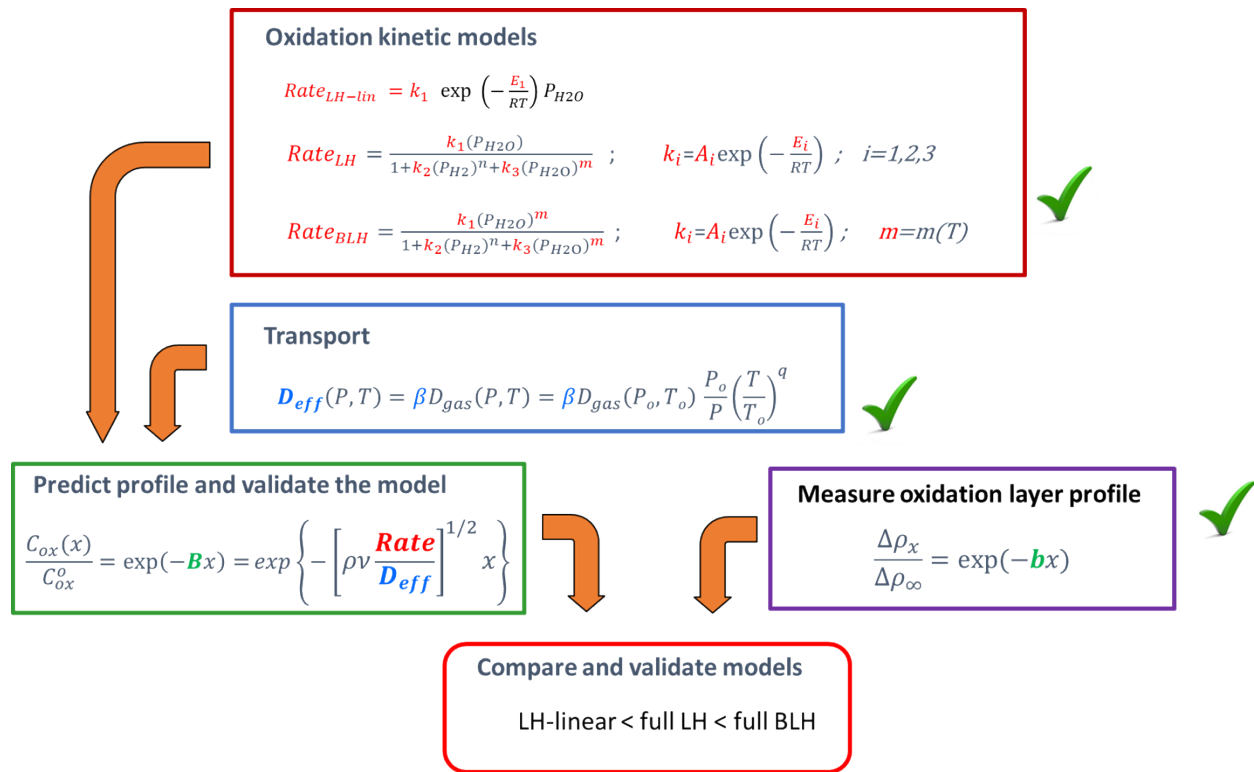 Oxidation kinetic models
Rate_{LH-lin} = k_1 exp(-E_1/RT) P_{H2O}
Rate_{LH} = k_1(P_{H2O}) / 1+k_2(P_{H2})^n+k_3(P_{H2O})^m ; k_i=A_i exp(-E_i/RT) ; i=1,2,3
Rate_{BLH} = k_1(P_{H2O})^m / 1+k_2(P_{H2})^n+k_3(P_{H2O})^m ; k_i=A_i exp(-E_i/RT) ; m=m(T)
Transport
D_{eff}(P,T) = βD_{gas}(P,T) = βD_{gas}(P_o,T_o) P_o/P (T/T_o)^q
Predict profile and validate the model
C_{ox}(x)/C_{ox}^o = exp(-Bx) = exp{-[ρν Rate/D_{eff}]^{1/2} x}
Measure oxidation layer profile
Δρ_x/Δρ_∞ = exp(-bx)
Compare and validate models
LH-linear < full LH < full BLH